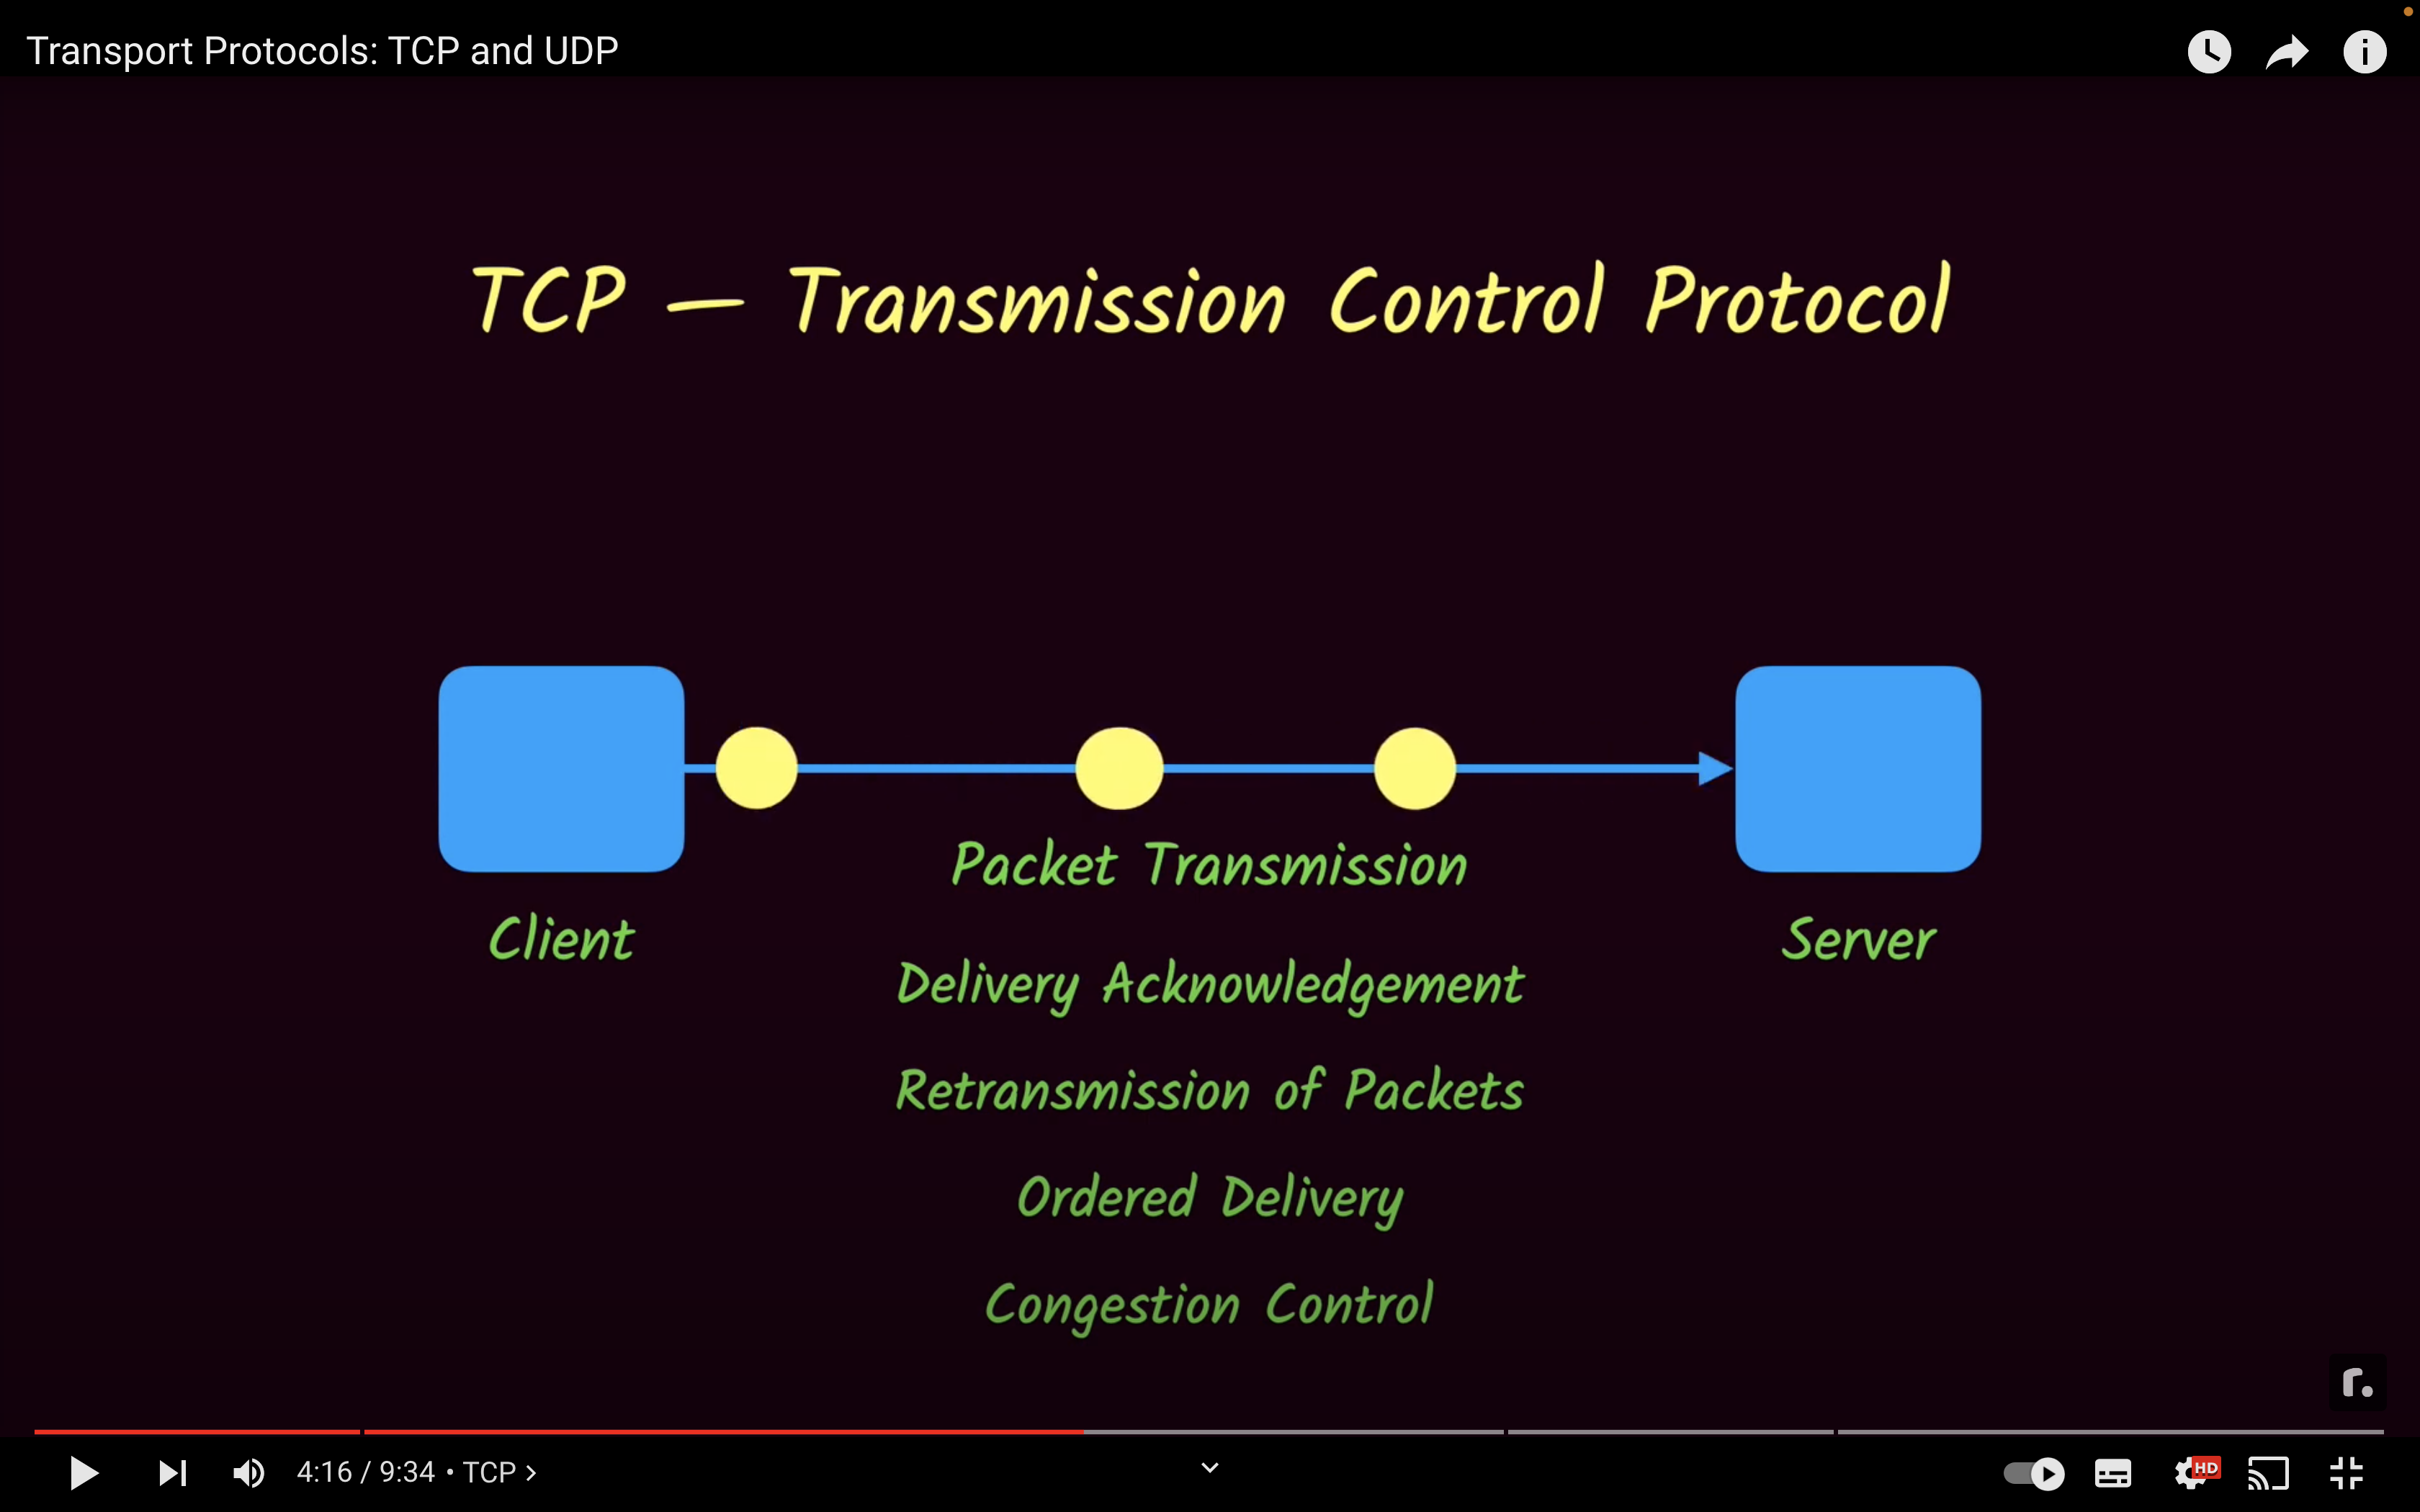 Transport Protocols: TCP and UDP
TCP — Transmission Control Protocol
Packet Transmission
Client
Server
Delivery Acknowledgement
Retransmission of Packets
Ordered Delivery
Congestion Control
r.
4:16 / 9:34 • TCP >
HD